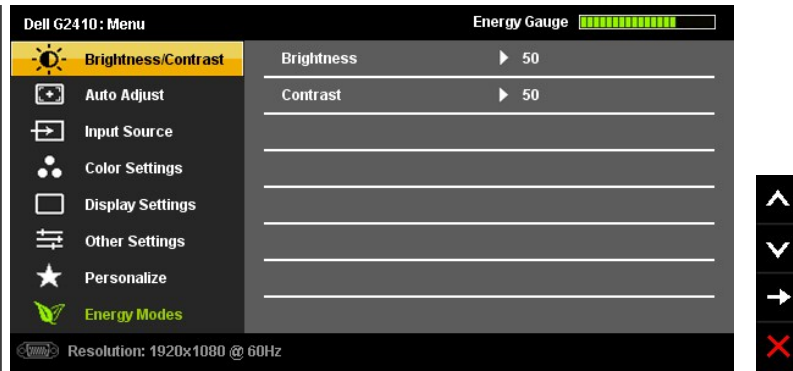 Dell G2410 : Menu Energy Gauge
Brightness/Contrast
Auto Adjust
Input Source
Color Settings
Display Settings
Other Settings
Personalize
Energy Modes
Brightness 50
Contrast 50
Resolution: 1920x1080 @ 60Hz